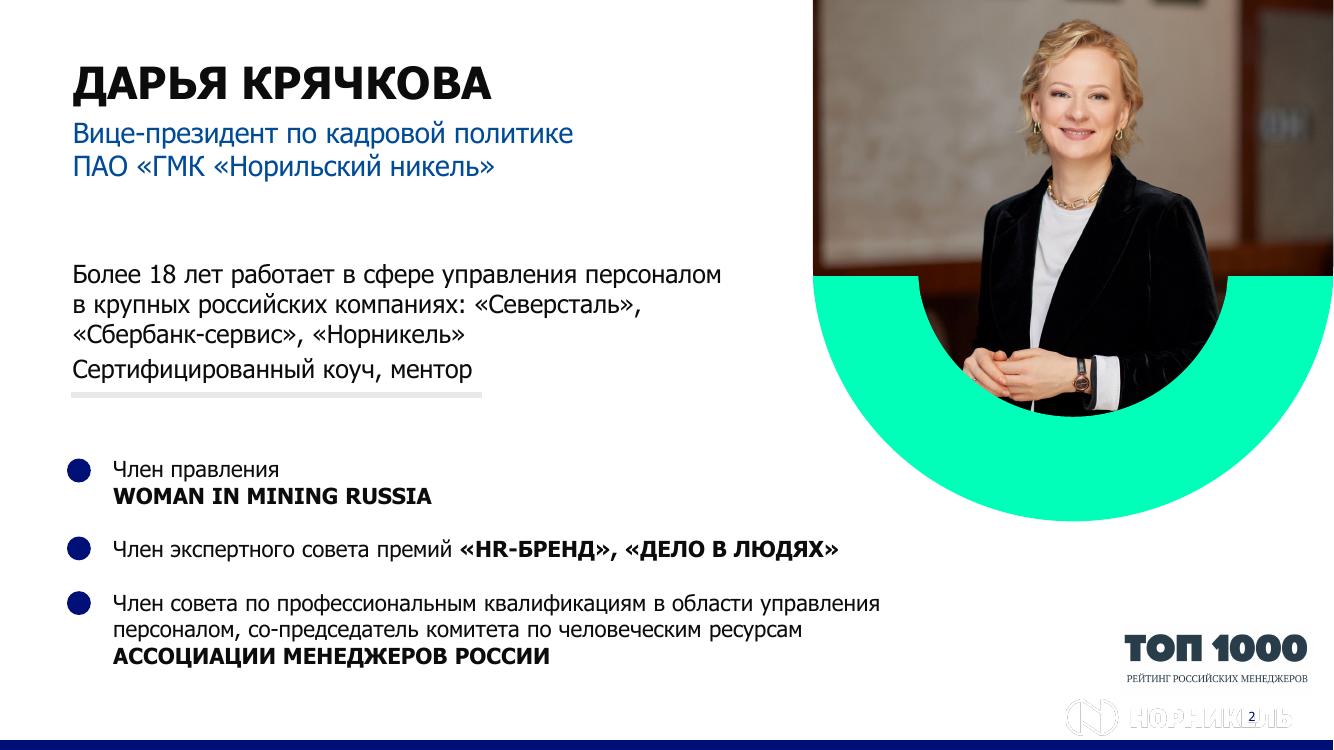 ДАРЬЯ КРЯЧКОВА
Вице-президент по кадровой политике
ПАО «ГМК «Норильский никель»
Более 18 лет работает в сфере управления персоналом
в крупных российских компаниях: «Северсталь»,
«Сбербанк-сервис», «Норникель»
Сертифицированный коуч, ментор
Член правления
WOMAN IN MINING RUSSIA
Член экспертного совета премий «HR-БРЕНД», «ДЕЛО В ЛЮДЯХ»
Член совета по профессиональным квалификациям в области управления
персоналом, со-председатель комитета по человеческим ресурсам
АССОЦИАЦИИ МЕНЕДЖЕРОВ РОССИИ
ТОП 1000
РЕЙТИНГ РОССИЙСКИХ МЕНЕДЖЕРОВ
НОРНИКЕЛЬ
2